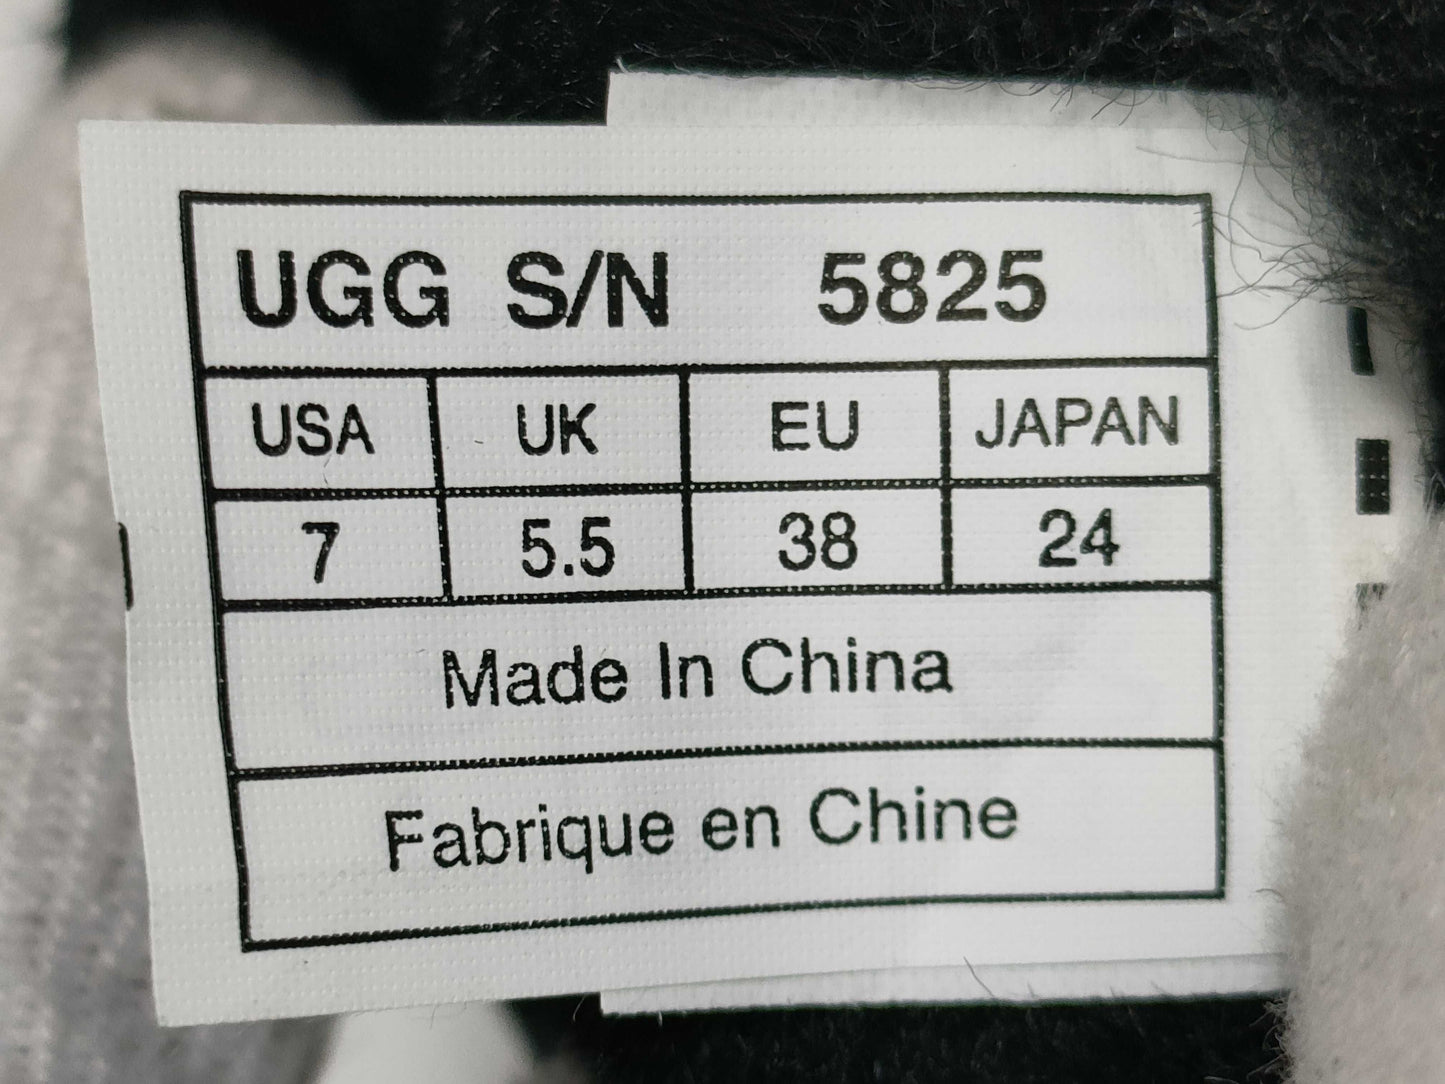 UGG S/N 5825
USA UK EU JAPAN
7 5.5 38 24
Made In China
Fabrique en Chine